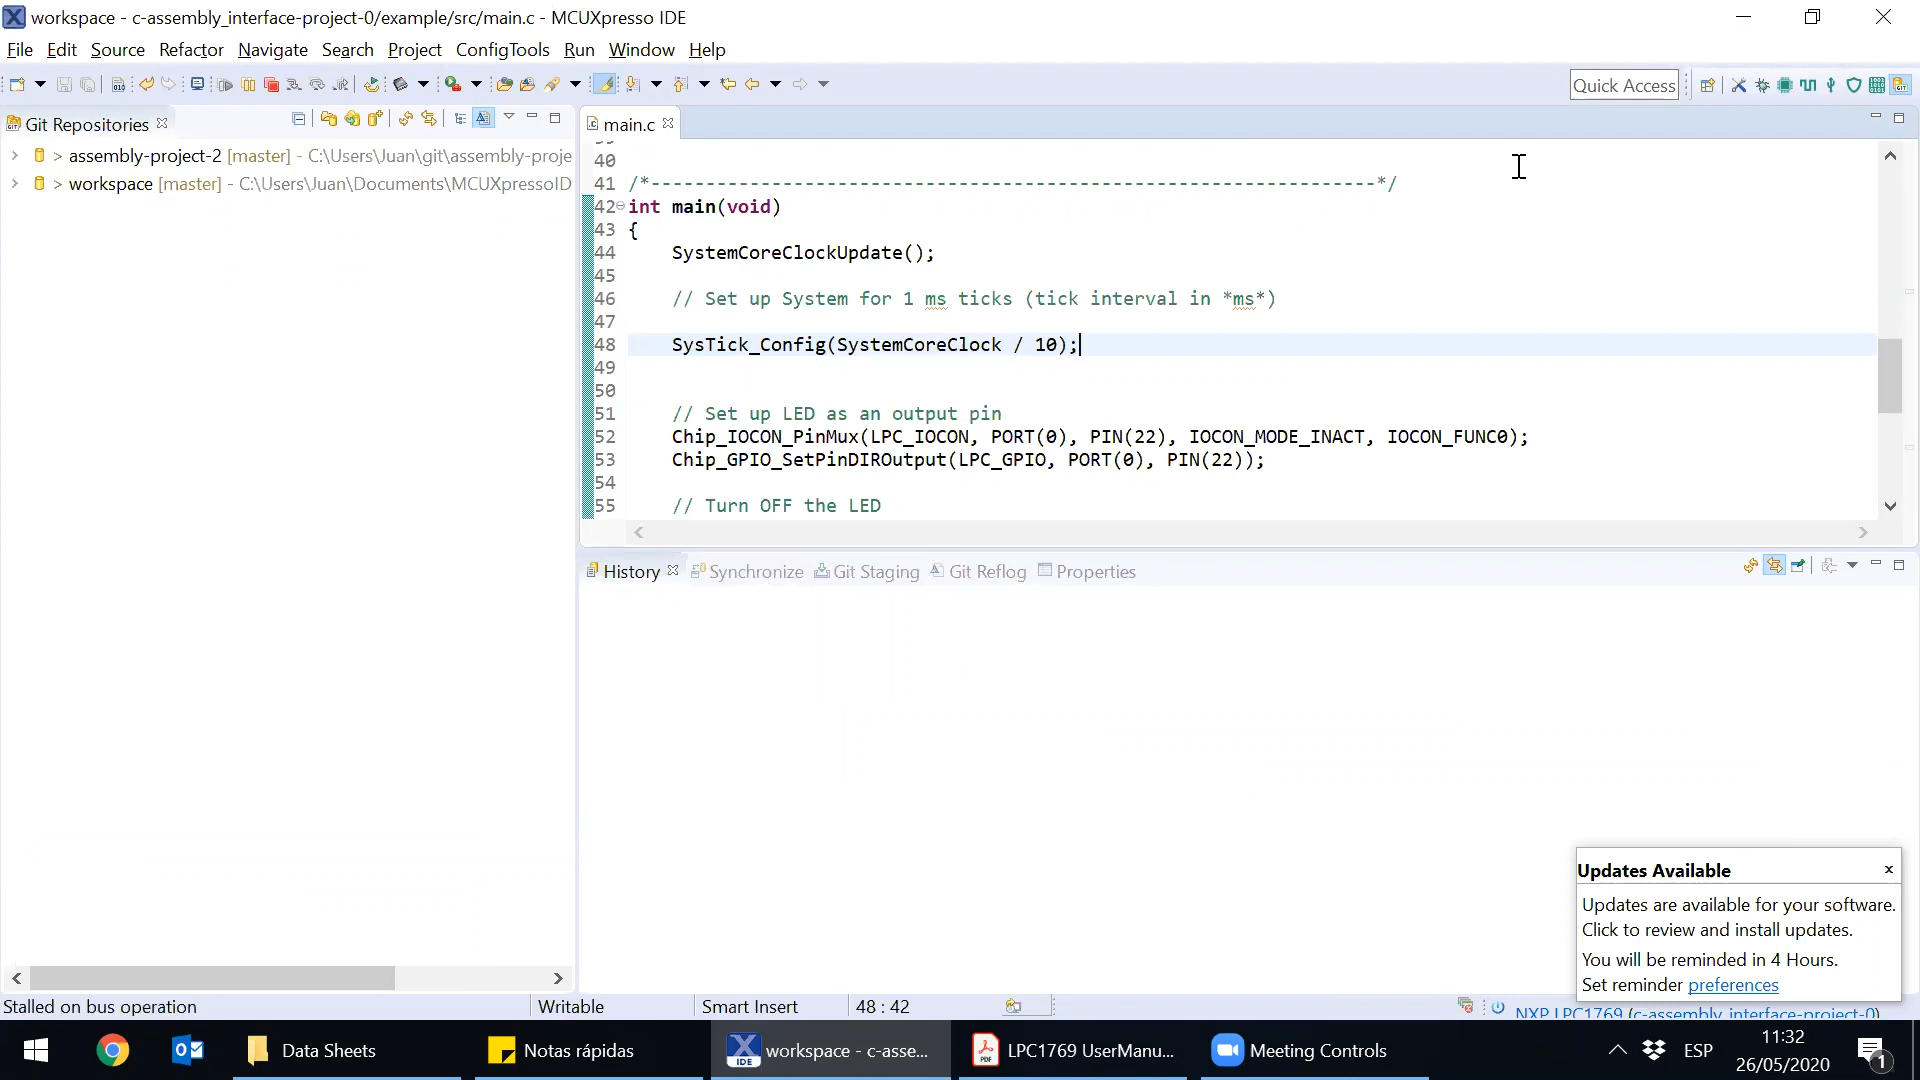 workspace - c-assembly_interface-project-0/example/src/main.c - MCUXpresso IDE
File Edit Source Refactor Navigate Search Project ConfigTools Run Window Help
Quick Access
Git Repositories
> assembly-project-2 [master] - C:\Users\Juan\git\assembly-proje
> workspace [master] - C:\Users\Juan\Documents\MCUXpressoID
main.c
40
41 /*------------------------------------------------------------------*/
42 int main(void)
43 {
44 SystemCoreClockUpdate();
45
46 // Set up System for 1 ms ticks (tick interval in *ms*)
47
48 SysTick_Config(SystemCoreClock / 10);
49
50
51 // Set up LED as an output pin
52 Chip_IOCON_PinMux(LPC_IOCON, PORT(0), PIN(22), IOCON_MODE_INACT, IOCON_FUNC0);
53 Chip_GPIO_SetPinDIROutput(LPC_GPIO, PORT(0), PIN(22));
54
55 // Turn OFF the LED
History Synchronize Git Staging Git Reflog Properties
Updates Available
Updates are available for your software.
Click to review and install updates.
You will be reminded in 4 Hours.
Set reminder preferences
Stalled on bus operation Writable Smart Insert 48 : 42 NXP LPC1769 (c-assembly_interface-project-0)
Data Sheets Notas rápidas IDE workspace - c-asse... PDF LPC1769 UserManu... Meeting Controls ESP 11:32
26/05/2020 1